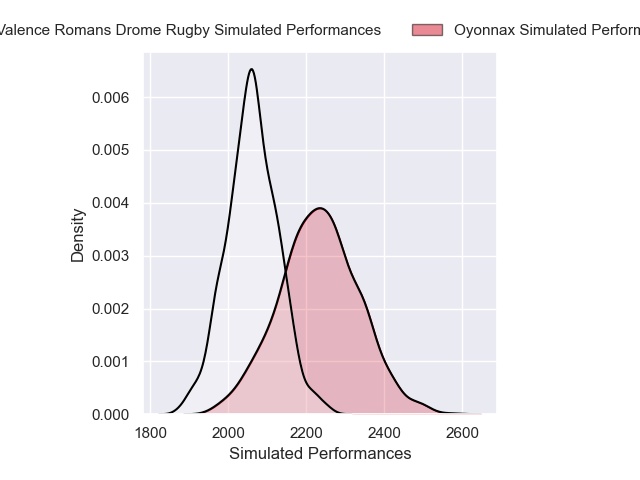 Valence Romans Drome Rugby Simulated Performances
Oyonnax Simulated Perform
0.006
0.005
0.004
0.003
0.002
0.001
0.000
Density
1800 2000 2200 2400 2600
Simulated Performances